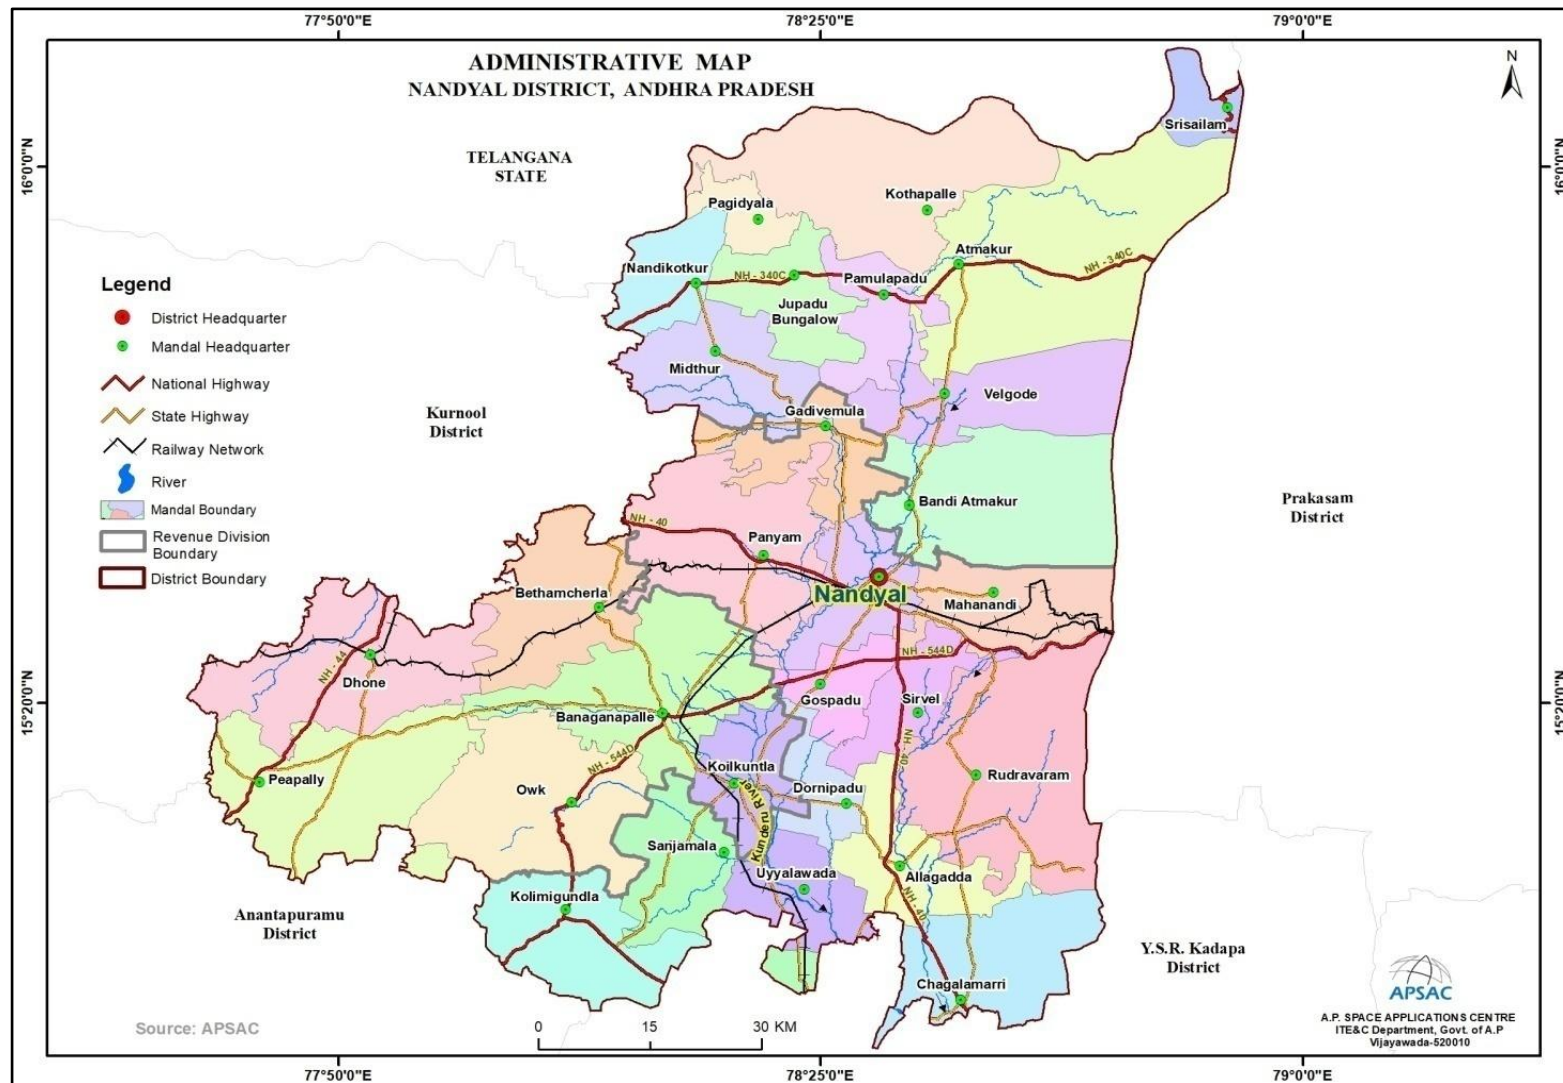 77°50'0"E
78°25'0"E
79°0'0"E
ADMINISTRATIVE MAP
NANDYAL DISTRICT, ANDHRA PRADESH
N
Srisailam
TELANGANA
STATE
16°0'0"N
16°0'0"N
Kothapalle
Pagidyala
Atmakur
NH - 340C
Nandikotkur
NH - 340C
Pamulapadu
Legend
District Headquarter
Mandal Headquarter
National Highway
State Highway
Railway Network
River
Mandal Boundary
Revenue Division
Boundary
District Boundary
Jupadu
Bungalow
Midthur
Velgode
Kurnool
District
Gadivemula
Bandi Atmakur
Prakasam
District
NH - 40
Panyam
Bethamcherla
Nandyal
Mahanandi
NH - 44
Dhone
NH - 544D
15°20'0"N
15°20'0"N
Gospadu
Sirvel
Banaganapalle
NH - 544D
NH - 40
Peapally
Koilkuntla
Rudravaram
Owk
Dornipadu
Kunderu River
Sanjamala
Uyyalawada
Allagadda
Kolimigundla
NH - 40
Anantapuramu
District
Y.S.R. Kadapa
District
Chagalamarri
APSAC
A.P. SPACE APPLICATIONS CENTRE
ITE&C Department, Govt. of A.P
Vijayawada-520010
Source: APSAC
0
15
30 KM
77°50'0"E
78°25'0"E
79°0'0"E